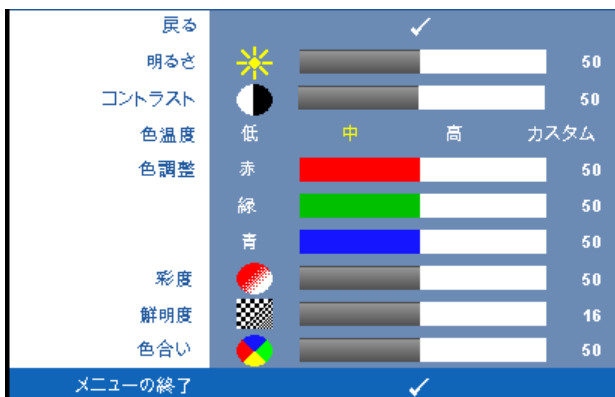 戻る
明るさ 50
コントラスト 50
色温度 低 中 高 カスタム
色調整 赤 50
緑 50
青 50
彩度 50
鮮明度 16
色合い 50
メニューの終了